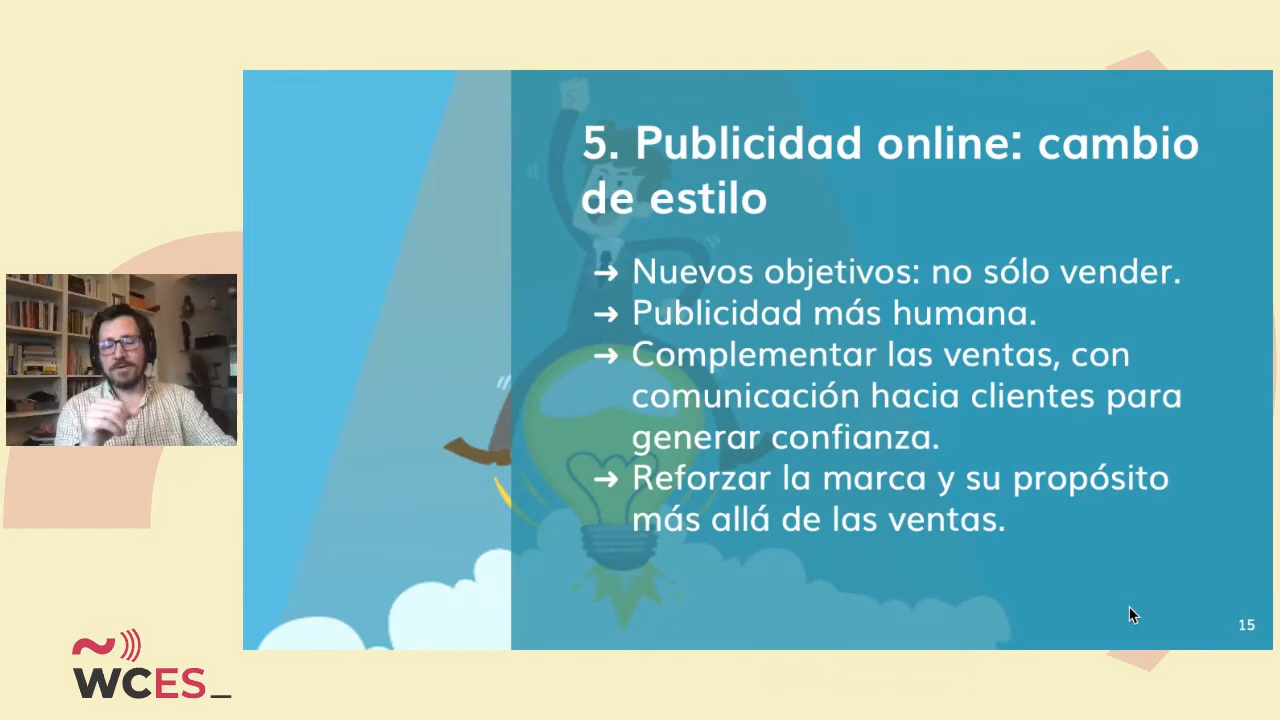 5. Publicidad online: cambio
de estilo
➜ Nuevos objetivos: no sólo vender.
➜ Publicidad más humana.
➜ Complementar las ventas, con
comunicación hacia clientes para
generar confianza.
➜ Reforzar la marca y su propósito
más allá de las ventas.
15
WCES_